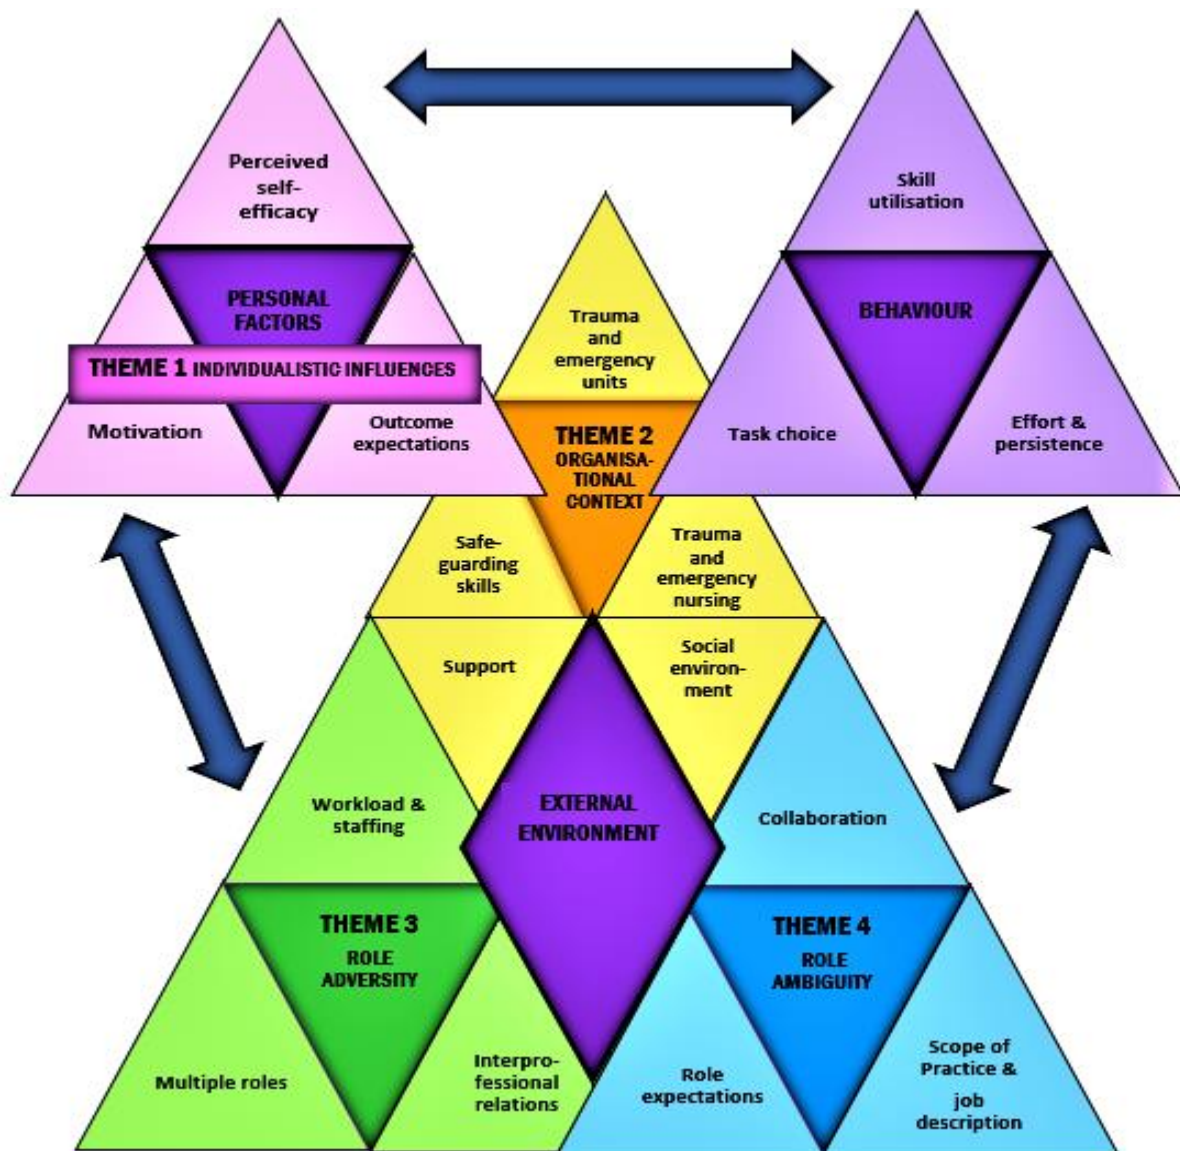 Perceived
self-
efficacy
PERSONAL
FACTORS
THEME 1 INDIVIDUALISTIC INFLUENCES
Motivation
Outcome
expectations
Skill
utilisation
BEHAVIOUR
Task choice
Effort &
persistence
Trauma
and
emergency
units
THEME 2
ORGANISA-
TIONAL
CONTEXT
Safe-
guarding
skills
Trauma
and
emergency
nursing
Support
Social
environ-
ment
EXTERNAL
ENVIRONMENT
Workload &
staffing
THEME 3
ROLE
ADVERSITY
Multiple roles
Interpro-
fessional
relations
Collaboration
THEME 4
ROLE
AMBIGUITY
Role
expectations
Scope of
Practice &
job
description